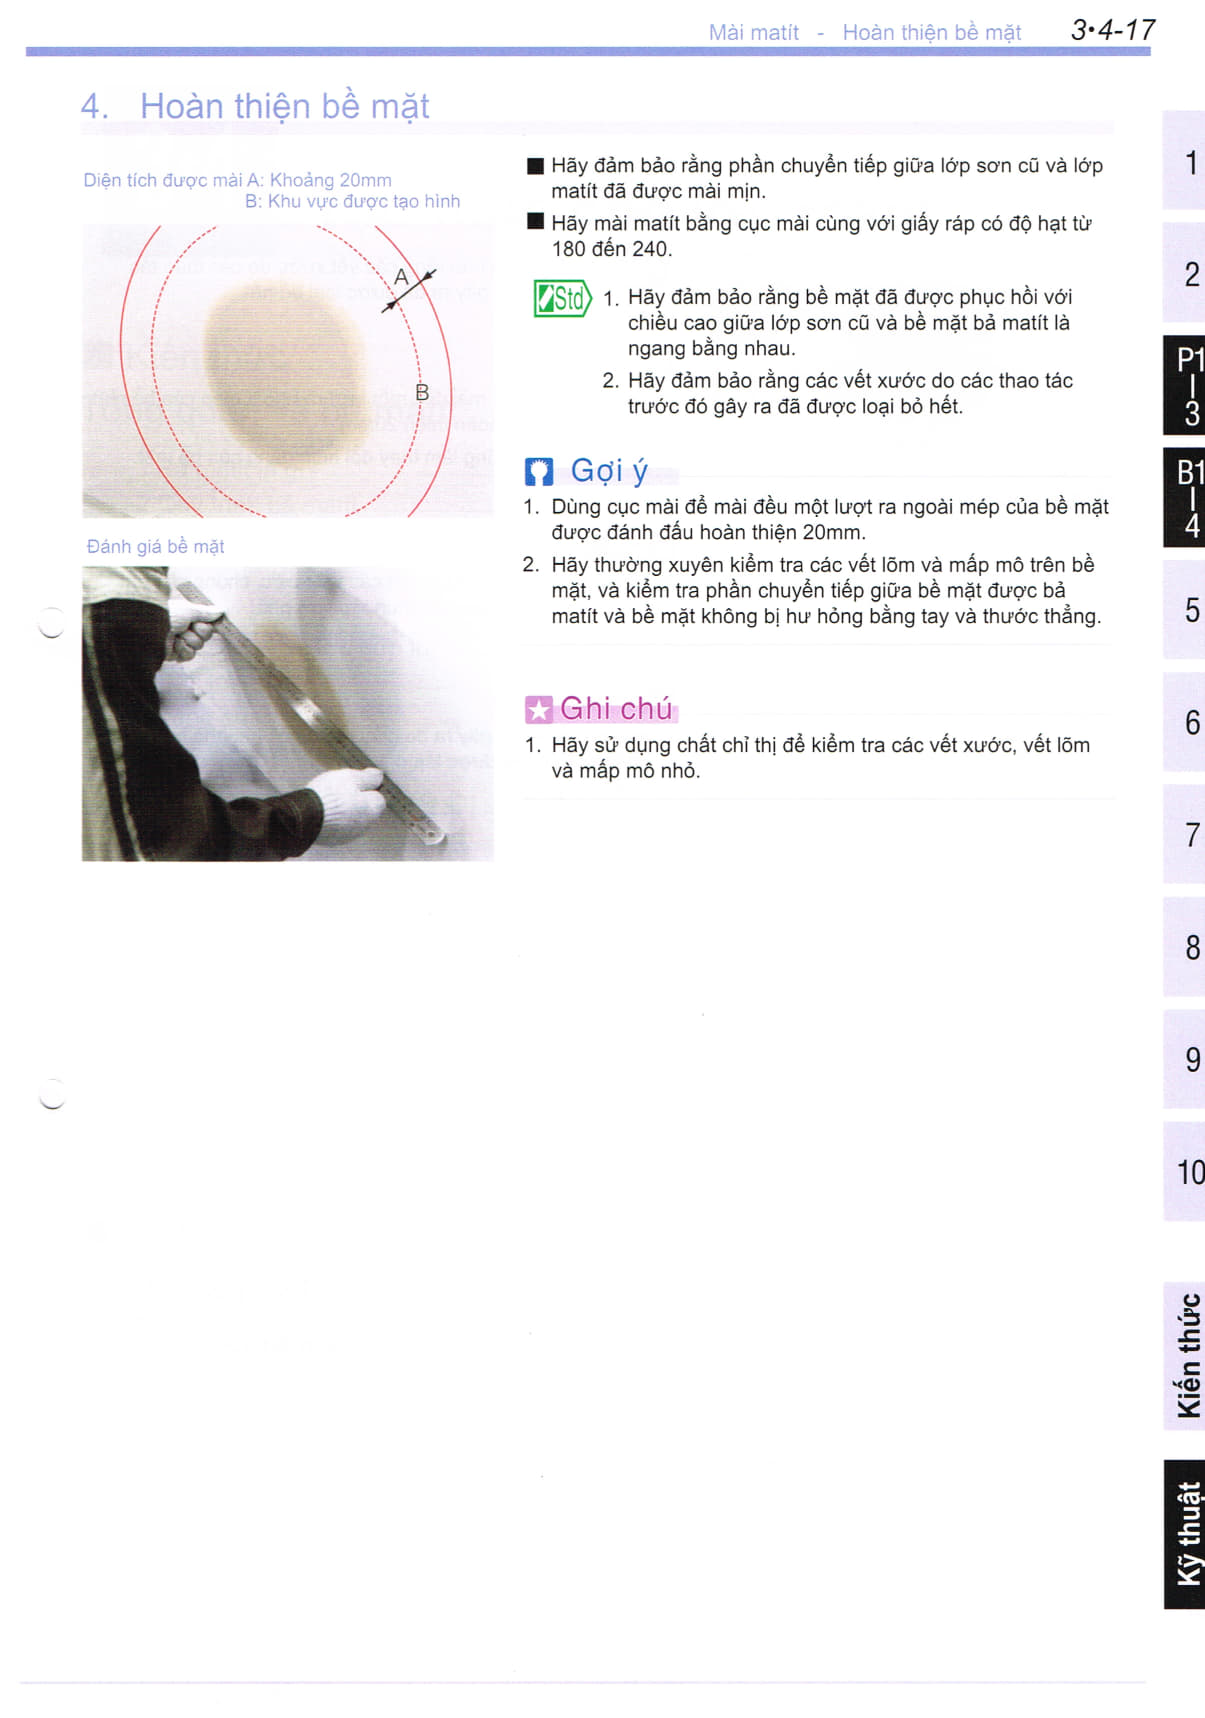 Mài matít - Hoàn thiện bề mặt 3•4-17
4. Hoàn thiện bề mặt
Diện tích được mài A: Khoảng 20mm
B: Khu vực được tạo hình
A
B
Đánh giá bề mặt
■ Hãy đảm bảo rằng phần chuyển tiếp giữa lớp sơn cũ và lớp
matít đã được mài mịn.
■ Hãy mài matít bằng cục mài cùng với giấy ráp có độ hạt từ
180 đến 240.
Std
1. Hãy đảm bảo rằng bề mặt đã được phục hồi với
chiều cao giữa lớp sơn cũ và bề mặt bả matít là
ngang bằng nhau.
2. Hãy đảm bảo rằng các vết xước do các thao tác
trước đó gây ra đã được loại bỏ hết.
Gợi ý
1. Dùng cục mài để mài đều một lượt ra ngoài mép của bề mặt
được đánh đấu hoàn thiện 20mm.
2. Hãy thường xuyên kiểm tra các vết lõm và mấp mô trên bề
mặt, và kiểm tra phần chuyển tiếp giữa bề mặt được bả
matít và bề mặt không bị hư hỏng bằng tay và thước thẳng.
Ghi chú
1. Hãy sử dụng chất chỉ thị để kiểm tra các vết xước, vết lõm
và mấp mô nhỏ.
1
2
P1
3
B1
4
5
6
7
8
9
10
Kiến thức
Kỹ thuật